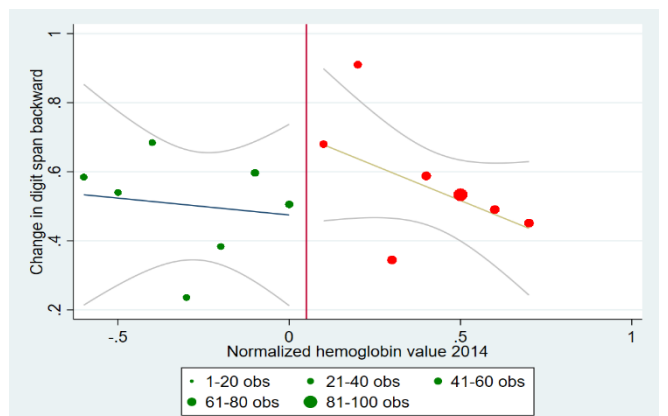 Change in digit span backward
1
.8
.6
.4
.2
-.5
0
.5
1
Normalized hemoglobin value 2014
1-20 obs
21-40 obs
41-60 obs
61-80 obs
81-100 obs